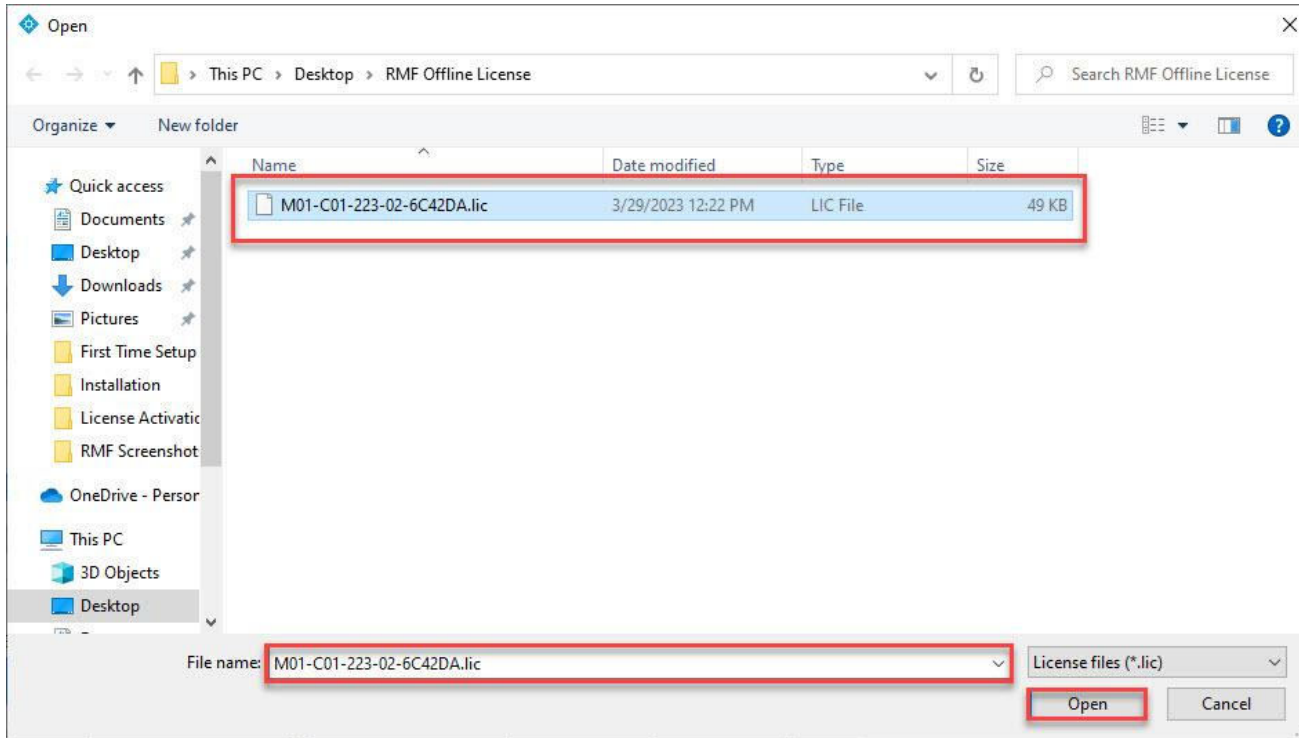 Open
This PC > Desktop > RMF Offline License
Search RMF Offline License
Organize
New folder
Name Date modified Type Size
M01-C01-223-02-6C42DA.lic 3/29/2023 12:22 PM LIC File 49 KB
Quick access
Documents
Desktop
Downloads
Pictures
First Time Setup
Installation
License Activatic
RMF Screenshot
OneDrive - Persor
This PC
3D Objects
Desktop
File name: M01-C01-223-02-6C42DA.lic License files (*.lic)
Open Cancel